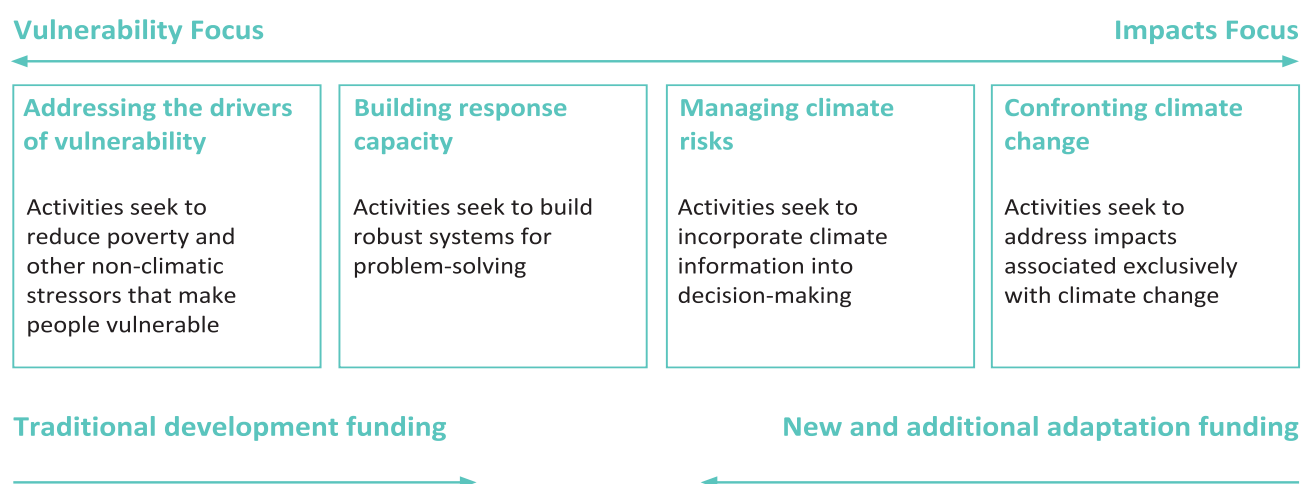 Vulnerability Focus
Impacts Focus
Addressing the drivers
of vulnerability
Activities seek to
reduce poverty and
other non-climatic
stressors that make
people vulnerable
Building response
capacity
Activities seek to build
robust systems for
problem-solving
Managing climate
risks
Activities seek to
incorporate climate
information into
decision-making
Confronting climate
change
Activities seek to
address impacts
associated exclusively
with climate change
Traditional development funding
New and additional adaptation funding